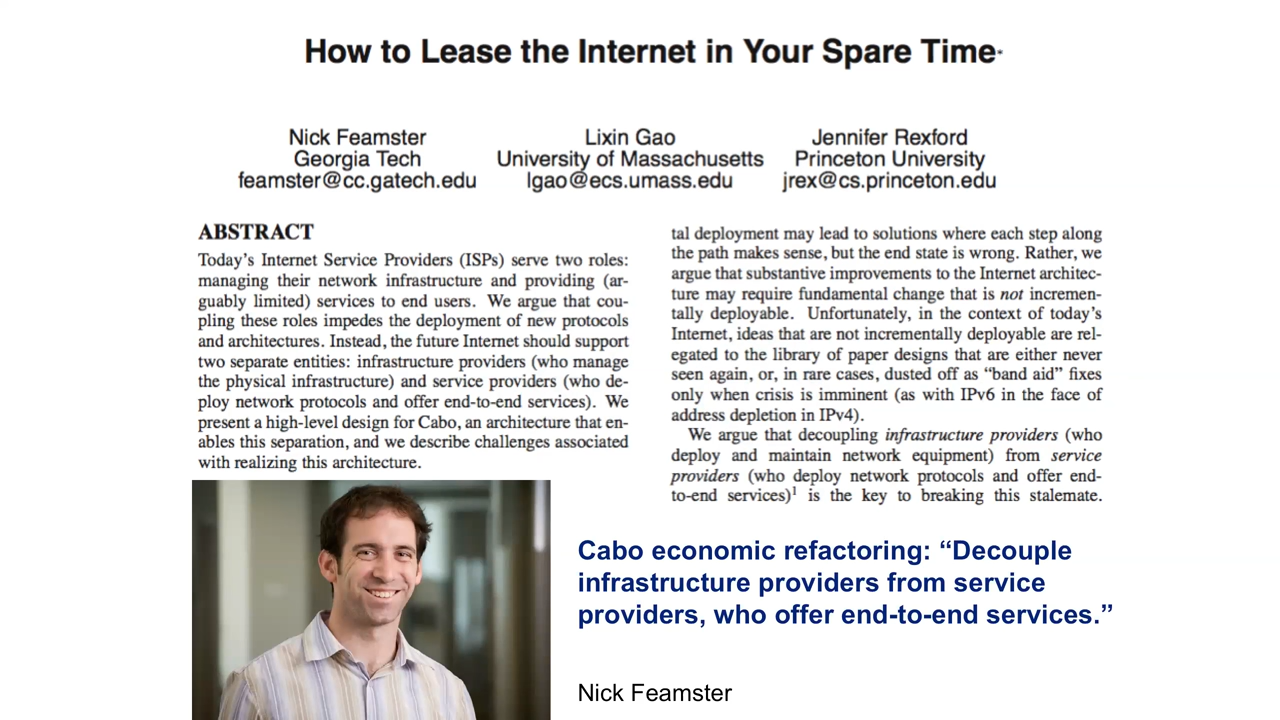 How to Lease the Internet in Your Spare Time*
Nick Feamster
Georgia Tech
feamster@cc.gatech.edu
Lixin Gao
University of Massachusetts
lgao@ecs.umass.edu
Jennifer Rexford
Princeton University
jrex@cs.princeton.edu
ABSTRACT
Today's Internet Service Providers (ISPs) serve two roles:
managing their network infrastructure and providing (ar-
guably limited) services to end users. We argue that cou-
pling these roles impedes the deployment of new protocols
and architectures. Instead, the future Internet should support
two separate entities: infrastructure providers (who manage
the physical infrastructure) and service providers (who de-
ploy network protocols and offer end-to-end services). We
present a high-level design for Cabo, an architecture that en-
ables this separation, and we describe challenges associated
with realizing this architecture.
tal deployment may lead to solutions where each step along
the path makes sense, but the end state is wrong. Rather, we
argue that substantive improvements to the Internet architec-
ture may require fundamental change that is not incremen-
tally deployable. Unfortunately, in the context of today's
Internet, ideas that are not incrementally deployable are rel-
egated to the library of paper designs that are either never
seen again, or, in rare cases, dusted off as “band aid” fixes
only when crisis is imminent (as with IPv6 in the face of
address depletion in IPv4).
We argue that decoupling infrastructure providers (who
deploy and maintain network equipment) from service
providers (who deploy network protocols and offer end-
to-end services)¹ is the key to breaking this stalemate.
Cabo economic refactoring: “Decouple
infrastructure providers from service
providers, who offer end-to-end services.”
Nick Feamster